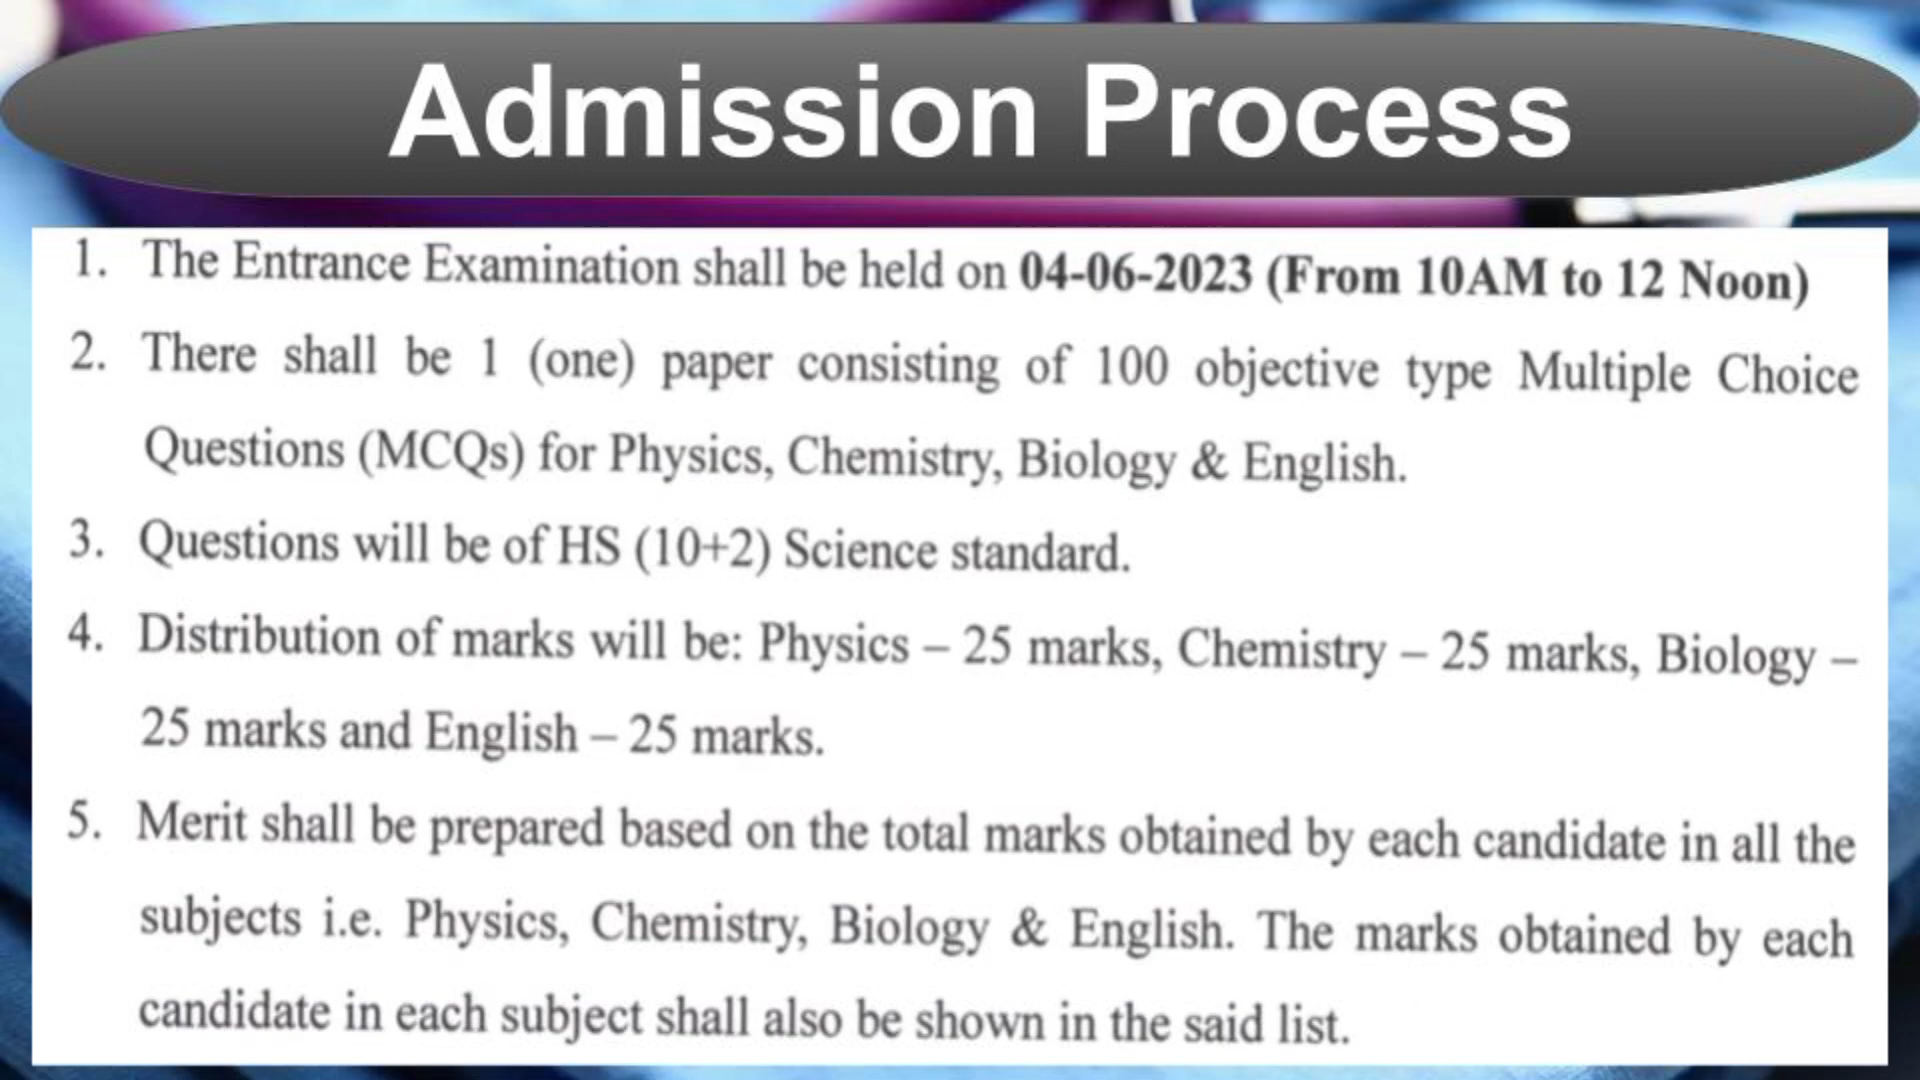 Admission Process
1. The Entrance Examination shall be held on 04-06-2023 (From 10AM to 12 Noon)
2. There shall be 1 (one) paper consisting of 100 objective type Multiple Choice
Questions (MCQs) for Physics, Chemistry, Biology & English.
3. Questions will be of HS (10+2) Science standard.
4. Distribution of marks will be: Physics – 25 marks, Chemistry – 25 marks, Biology –
25 marks and English – 25 marks.
5. Merit shall be prepared based on the total marks obtained by each candidate in all the
subjects i.e. Physics, Chemistry, Biology & English. The marks obtained by each
candidate in each subject shall also be shown in the said list.